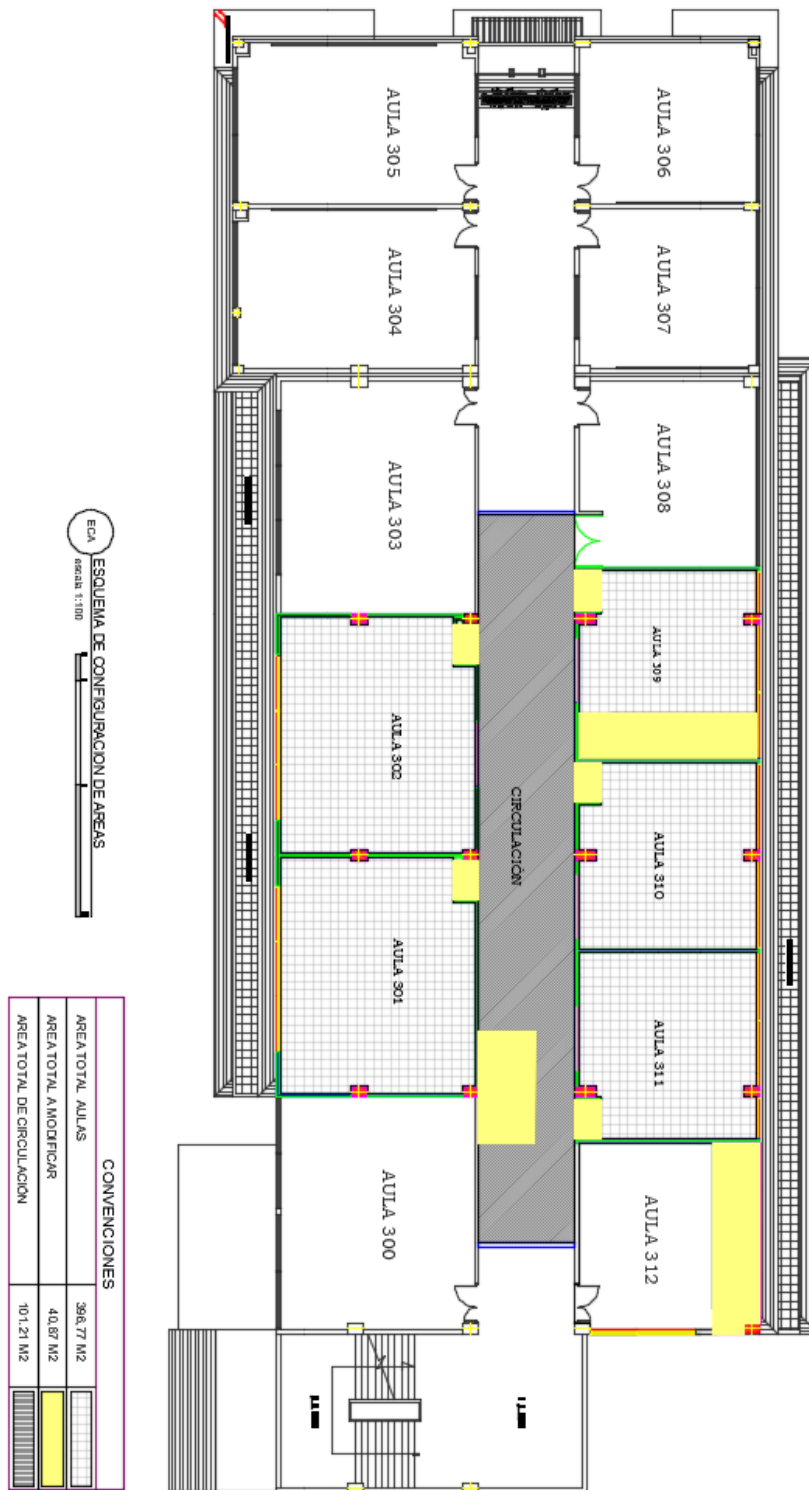 AULA 305
AULA 306
AULA 304
AULA 307
AULA 303
AULA 308
AULA 309
AULA 302
CIRCULACIÓN
AULA 310
AULA 301
AULA 311
AULA 300
AULA 312
ECA
ESQUEMA DE CONFIGURACION DE AREAS
escala 1:100
CONVENCIONES
AREA TOTAL AULAS 396,77 M2
AREA TOTAL A MODIFICAR 40,87 M2
AREA TOTAL DE CIRCULACIÓN 101.21 M2